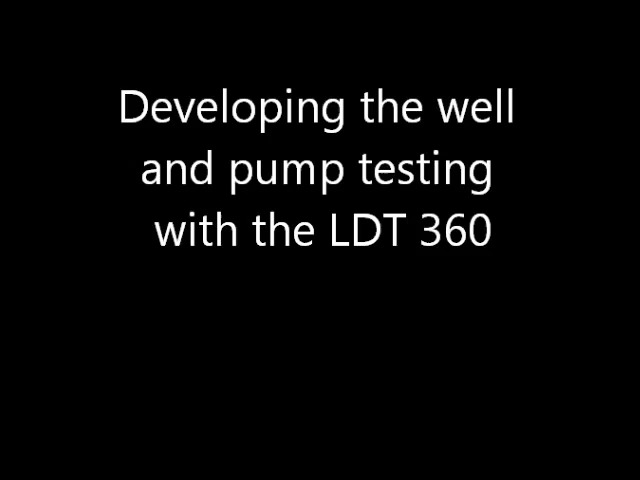 Developing the well
and pump testing
with the LDT 360